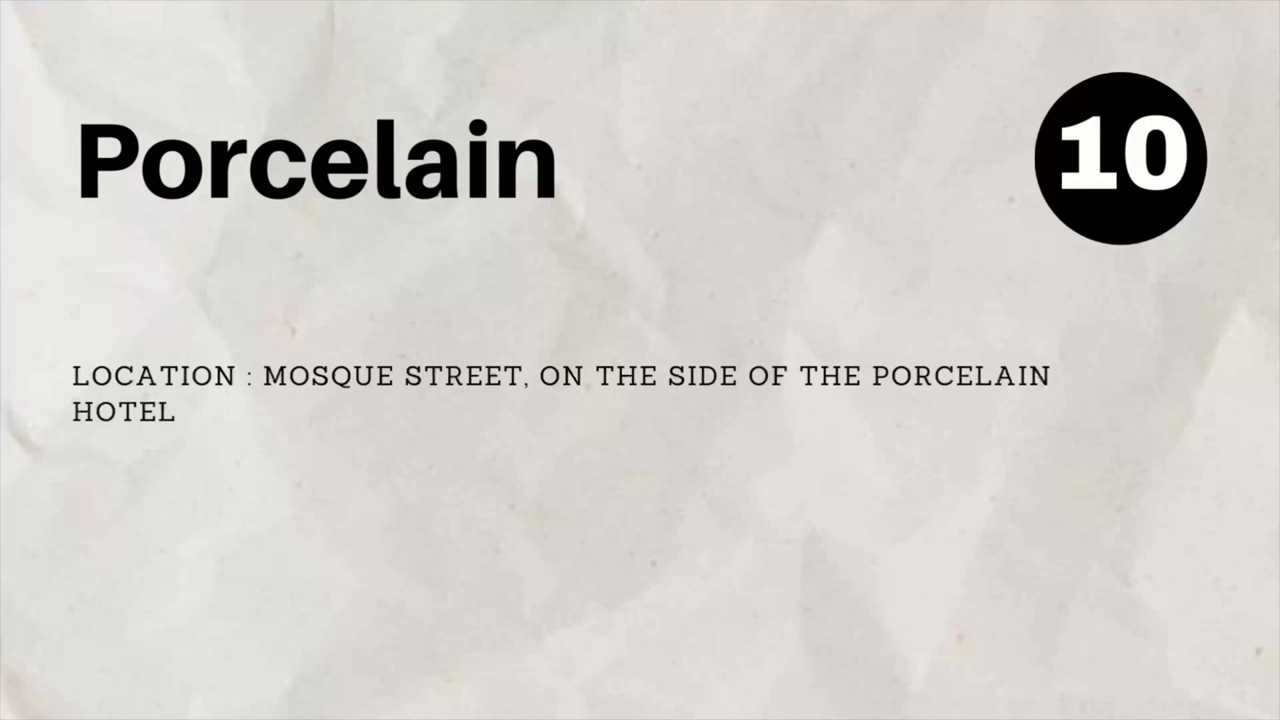 Porcelain
10
LOCATION : MOSQUE STREET, ON THE SIDE OF THE PORCELAIN
HOTEL